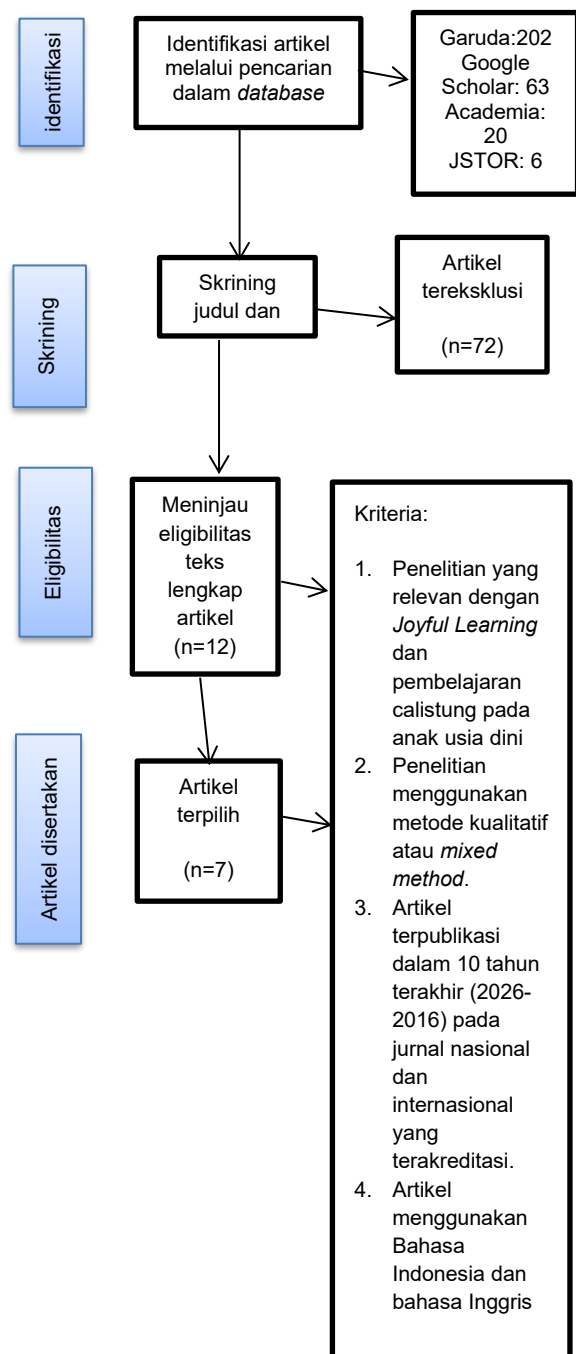 identifikasi
Identifikasi artikel
melalui pencarian
dalam database
Garuda:202
Google
Scholar: 63
Academia:
20
JSTOR: 6
Skrining
Skrining
judul dan
Artikel
tereksklusi
(n=72)
Eligibilitas
Meninjau
eligibilitas
teks
lengkap
artikel
(n=12)
Kriteria:
1. Penelitian yang
relevan dengan
Joyful Learning
dan
pembelajaran
calistung pada
anak usia dini
2. Penelitian
menggunakan
metode kualitatif
atau mixed
method.
3. Artikel
terpublikasi
dalam 10 tahun
terakhir (2026-
2016) pada
jurnal nasional
dan
internasional
yang
terakreditasi.
4. Artikel
menggunakan
Bahasa
Indonesia dan
bahasa Inggris
Artikel disertakan
Artikel
terpilih
(n=7)